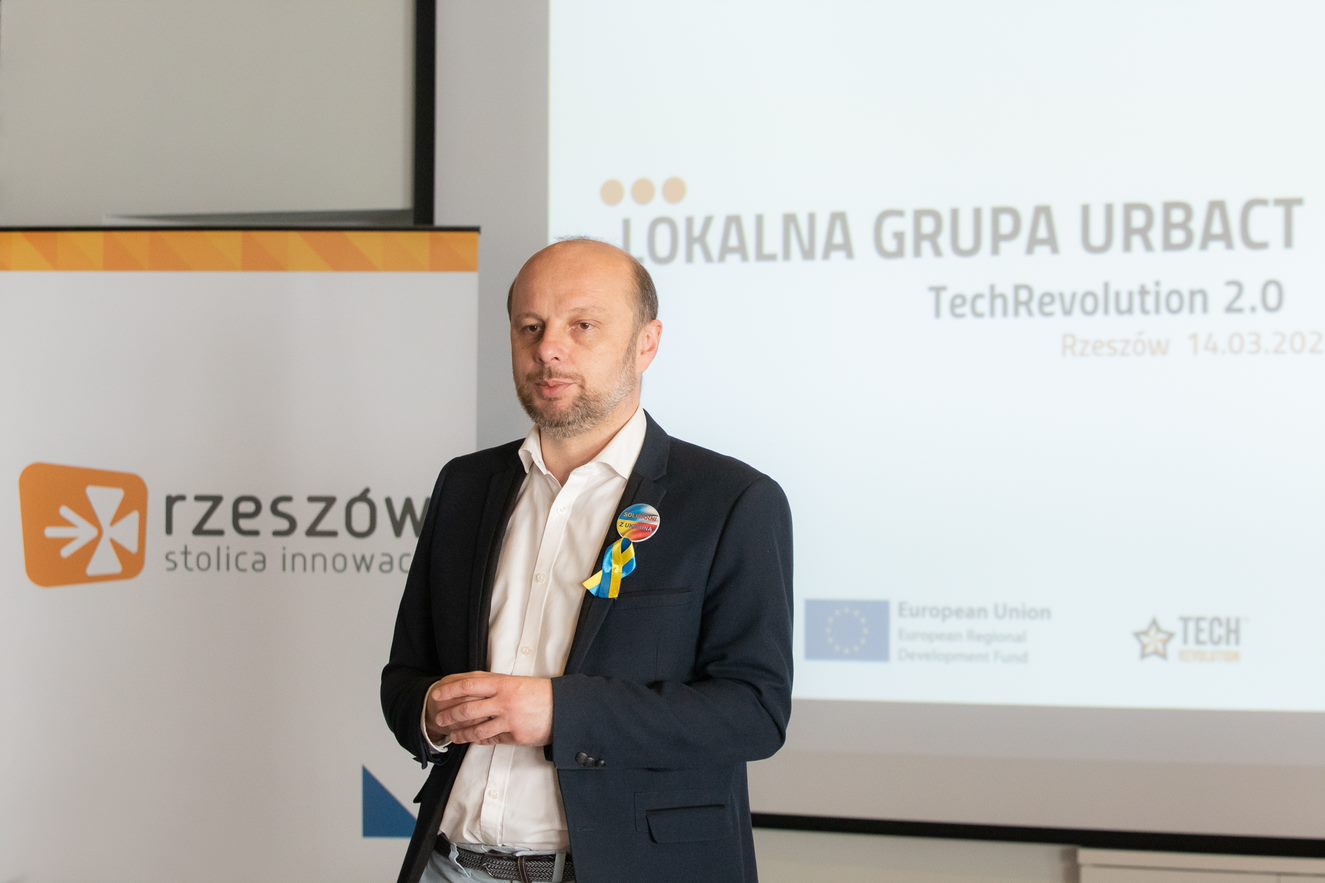 LOKALNA GRUPA URBACT
TechRevolution 2.0
Rzeszów 14.03.202
rzeszów
stolica innowac
Z UKRAINĄ
European Union
European Regional
Development Fund
TECH
REVOLUTION